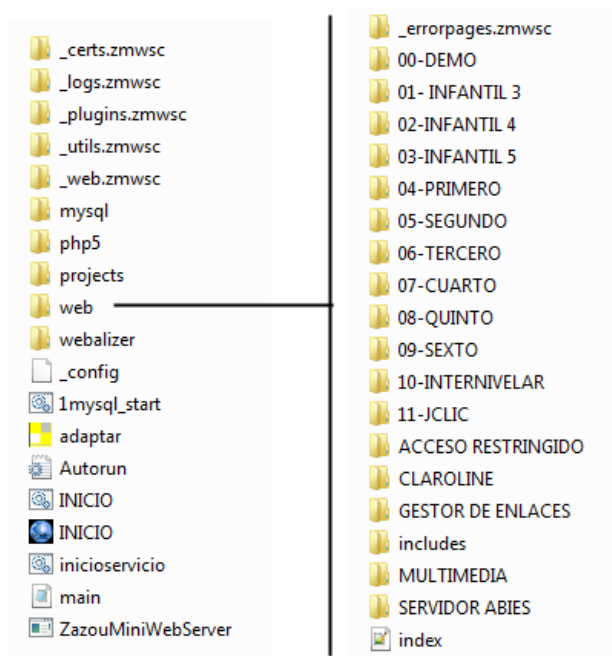 _certs.zmwsc
_logs.zmwsc
_plugins.zmwsc
_utils.zmwsc
_web.zmwsc
mysql
php5
projects
web
webalizer
_config
1mysql_start
adaptar
Autorun
INICIO
INICIO
inicioservicio
main
ZazouMiniWebServer
_errorpages.zmwsc
00-DEMO
01- INFANTIL 3
02-INFANTIL 4
03-INFANTIL 5
04-PRIMERO
05-SEGUNDO
06-TERCERO
07-CUARTO
08-QUINTO
09-SEXTO
10-INTERNIVELAR
11-JCLIC
ACCESO RESTRINGIDO
CLAROLINE
GESTOR DE ENLACES
includes
MULTIMEDIA
SERVIDOR ABIES
index